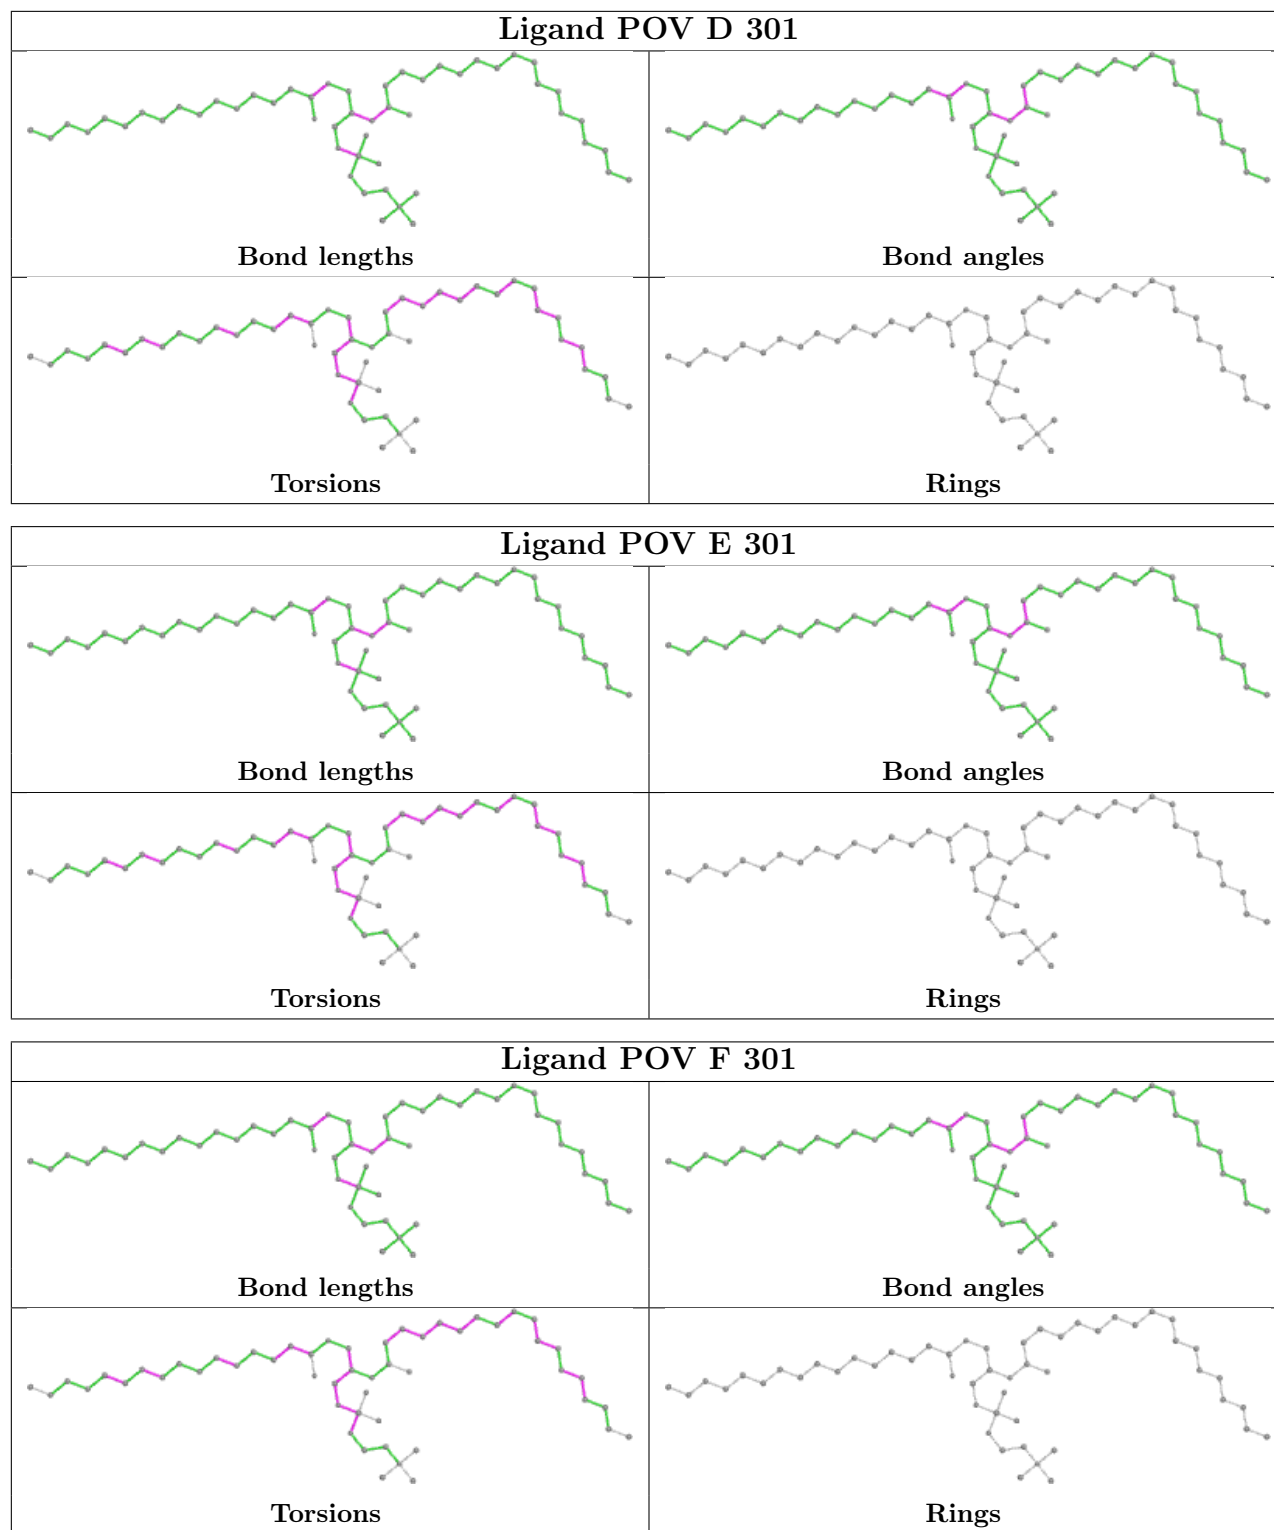 Ligand POV D 301
Bond lengths
Bond angles
Torsions
Rings
Ligand POV E 301
Bond lengths
Bond angles
Torsions
Rings
Ligand POV F 301
Bond lengths
Bond angles
Torsions
Rings